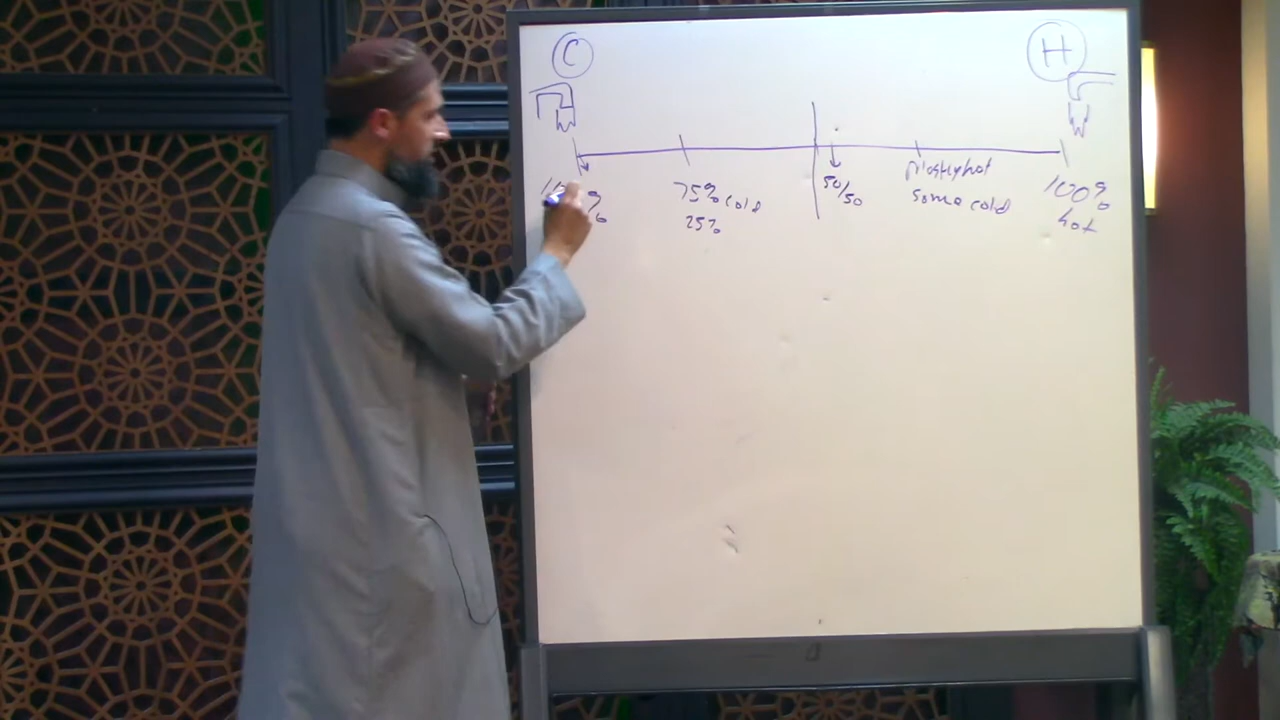 C
H
75% cold
25%
50/50
mostly hot
some cold
100%
hot